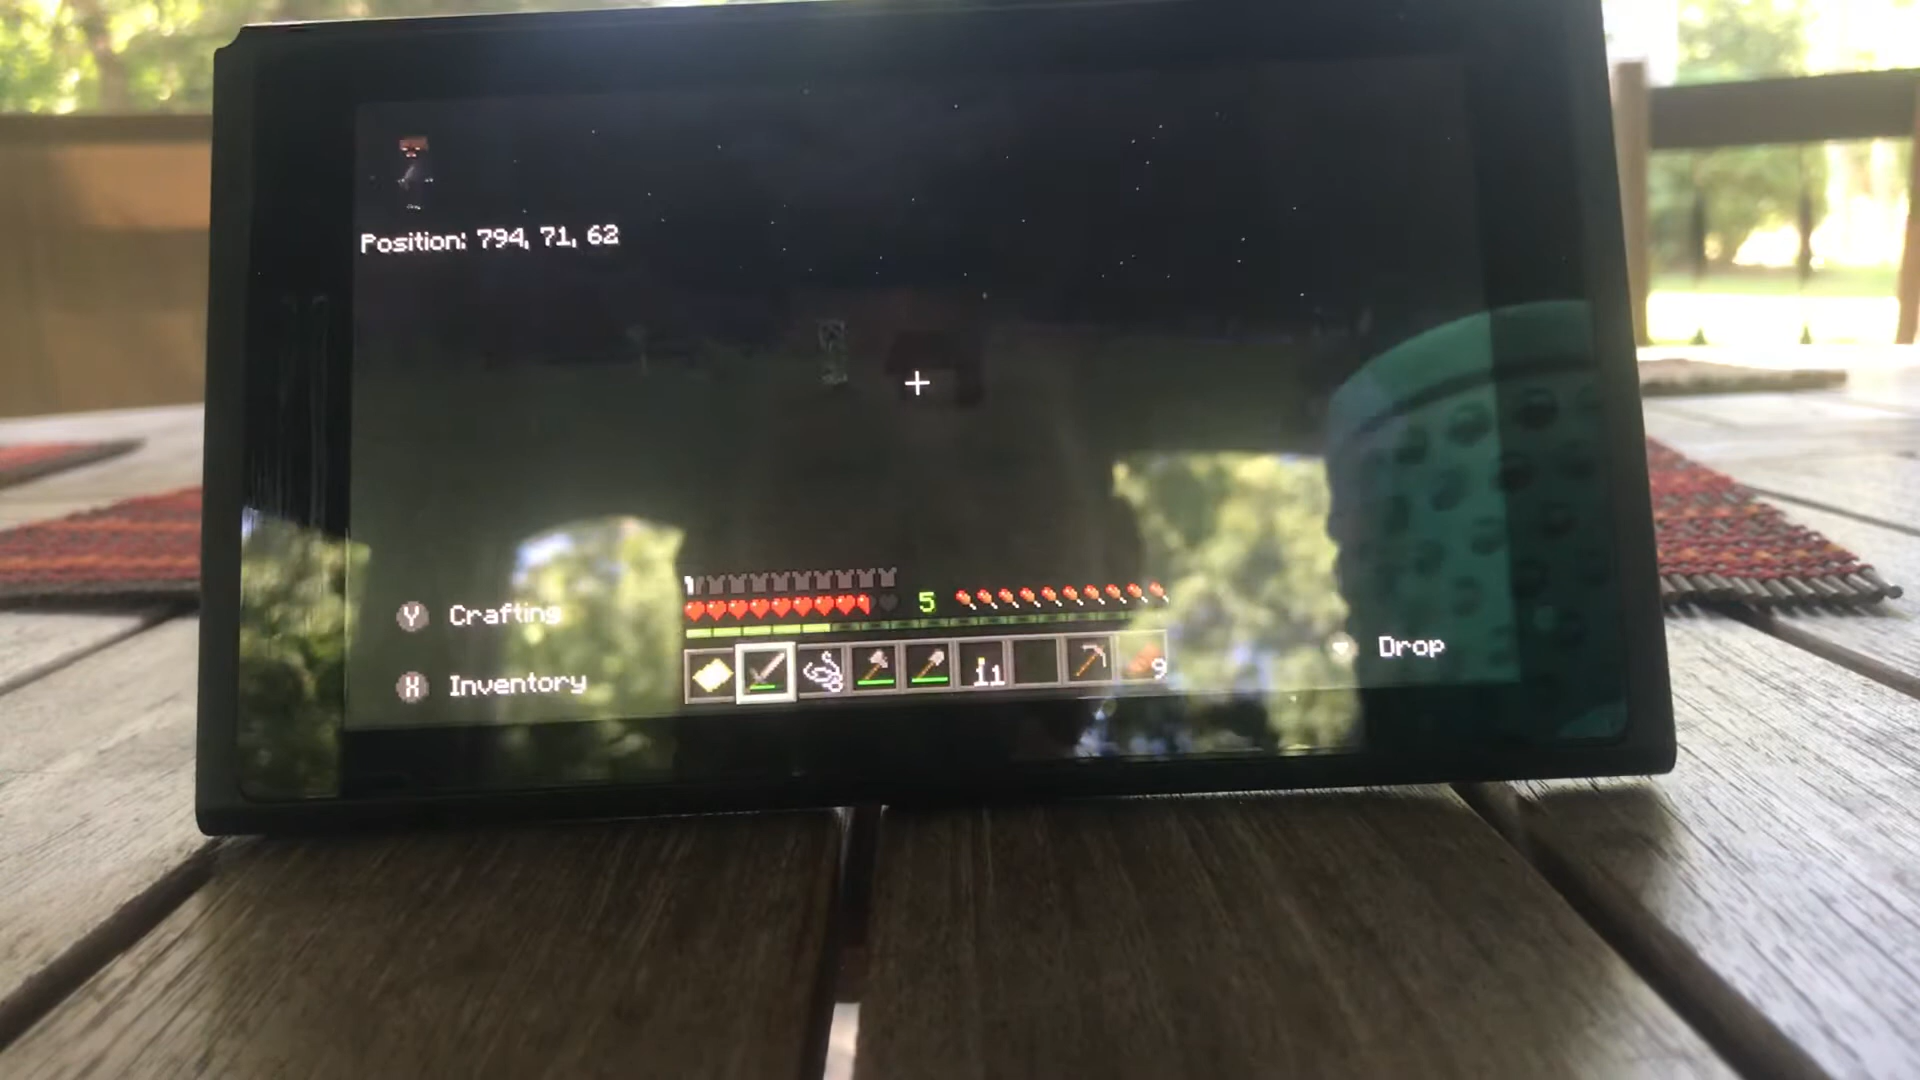 Position: 794, 71, 62
5
Y Crafting
X Inventory
11
9
Drop